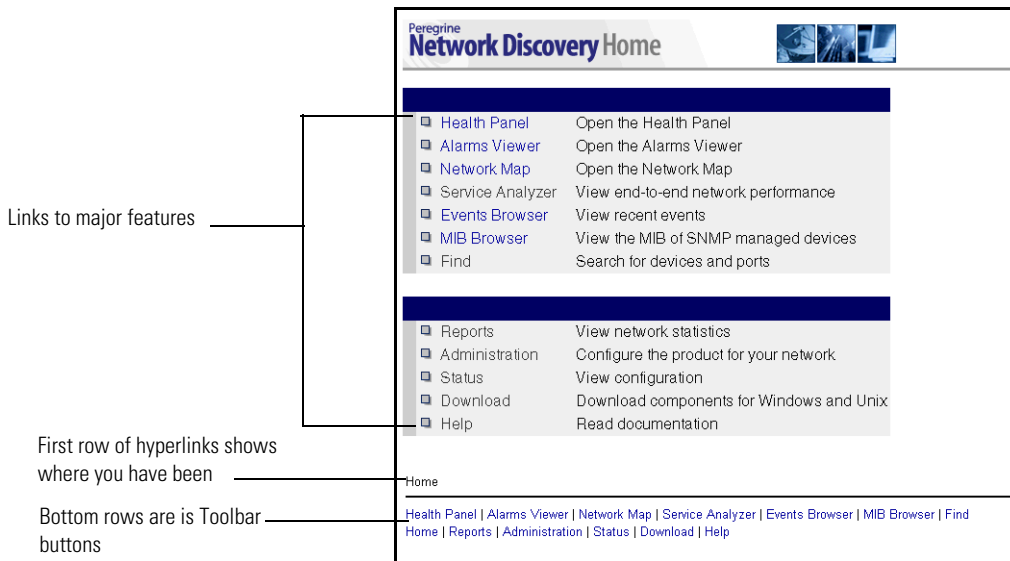 Peregrine
Network Discovery Home
Health Panel Open the Health Panel
Alarms Viewer Open the Alarms Viewer
Network Map Open the Network Map
Service Analyzer View end-to-end network performance
Links to major features
Events Browser View recent events
MIB Browser View the MIB of SNMP managed devices
Find Search for devices and ports
Reports View network statistics
Administration Configure the product for your network
Status View configuration
Download Download components for Windows and Unix
Help Read documentation
First row of hyperlinks shows
where you have been
Home
Bottom rows are is Toolbar
buttons
Health Panel | Alarms Viewer | Network Map | Service Analyzer | Events Browser | MIB Browser | Find
Home | Reports | Administration | Status | Download | Help